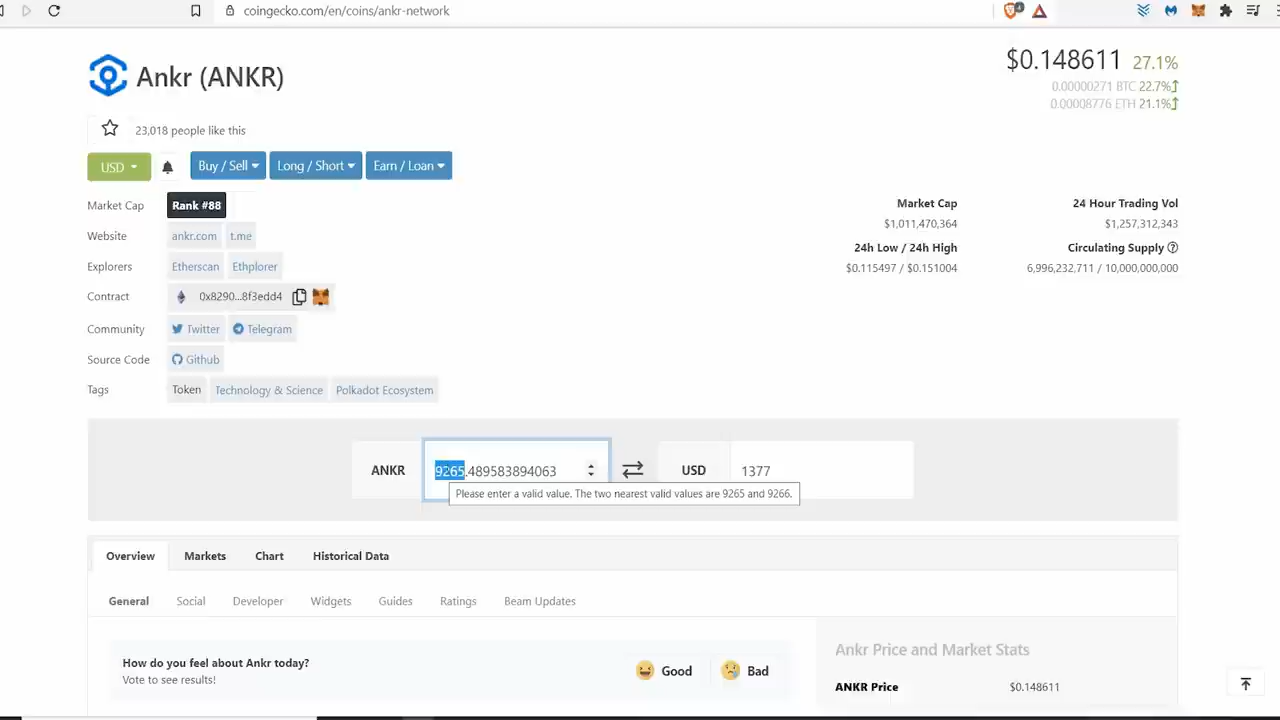 coingecko.com/en/coins/ankr-network
Ankr (ANKR)
$0.148611 27.1%
0.00000271 BTC 22.7%
0.00008776 ETH 21.1%
23,018 people like this
USD
Buy / Sell
Long / Short
Earn / Loan
Market Cap
Rank #88
Website
ankr.com
t.me
Explorers
Etherscan
Ethplorer
Contract
0x8290...8f3edd4
Community
Twitter
Telegram
Source Code
Github
Tags
Token
Technology & Science
Polkadot Ecosystem
Market Cap
$1,011,470,364
24 Hour Trading Vol
$1,257,312,343
24h Low / 24h High
$0.115497 / $0.151004
Circulating Supply
6,996,232,711 / 10,000,000,000
ANKR
9265.489583894063
USD
1377
Please enter a valid value. The two nearest valid values are 9265 and 9266.
Overview
Markets
Chart
Historical Data
General
Social
Developer
Widgets
Guides
Ratings
Beam Updates
How do you feel about Ankr today?
Vote to see results!
Good
Bad
Ankr Price and Market Stats
ANKR Price
$0.148611